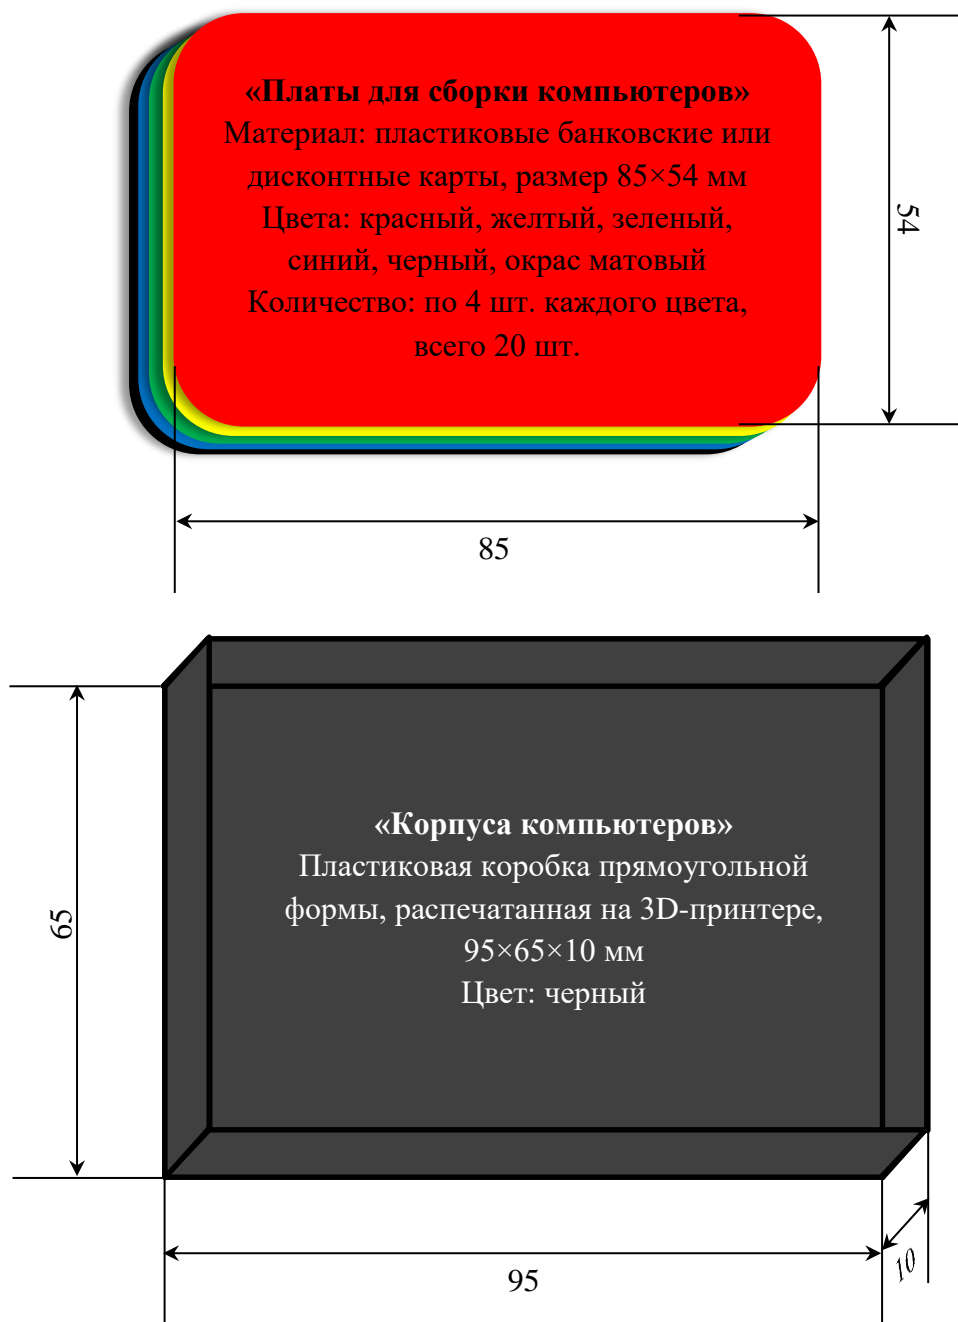 «Платы для сборки компьютеров»
Материал: пластиковые банковские или
дисконтные карты, размер 85×54 мм
Цвета: красный, желтый, зеленый,
синий, черный, окрас матовый
Количество: по 4 шт. каждого цвета,
всего 20 шт.
54
85
«Корпуса компьютеров»
Пластиковая коробка прямоугольной
формы, распечатанная на 3D-принтере,
95×65×10 мм
Цвет: черный
65
10
95